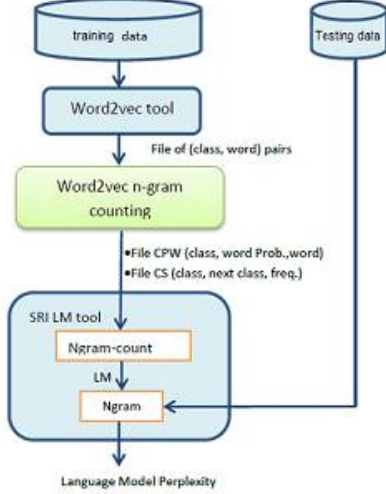 training data
Testing data
Word2vec tool
File of (class, word) pairs
Word2vec n-gram
counting
•File CPW (class, word Prob.,word)
•File CS (class, next class, freq.)
SRI LM tool
Ngram-count
LM
Ngram
Language Model Perplexity